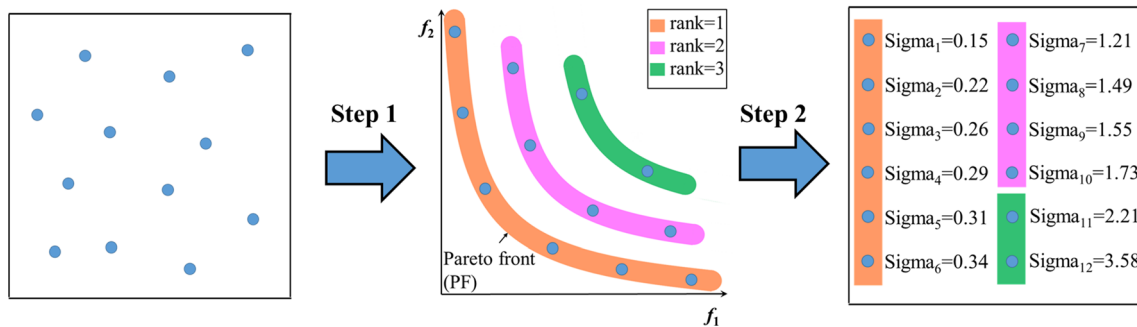 Step 1
f₂
rank=1
rank=2
rank=3
Pareto front
(PF)
f₁
Step 2
Sigma₁=0.15
Sigma₂=0.22
Sigma₃=0.26
Sigma₄=0.29
Sigma₅=0.31
Sigma₆=0.34
Sigma₇=1.21
Sigma₈=1.49
Sigma₉=1.55
Sigma₁₀=1.73
Sigma₁₁=2.21
Sigma₁₂=3.58